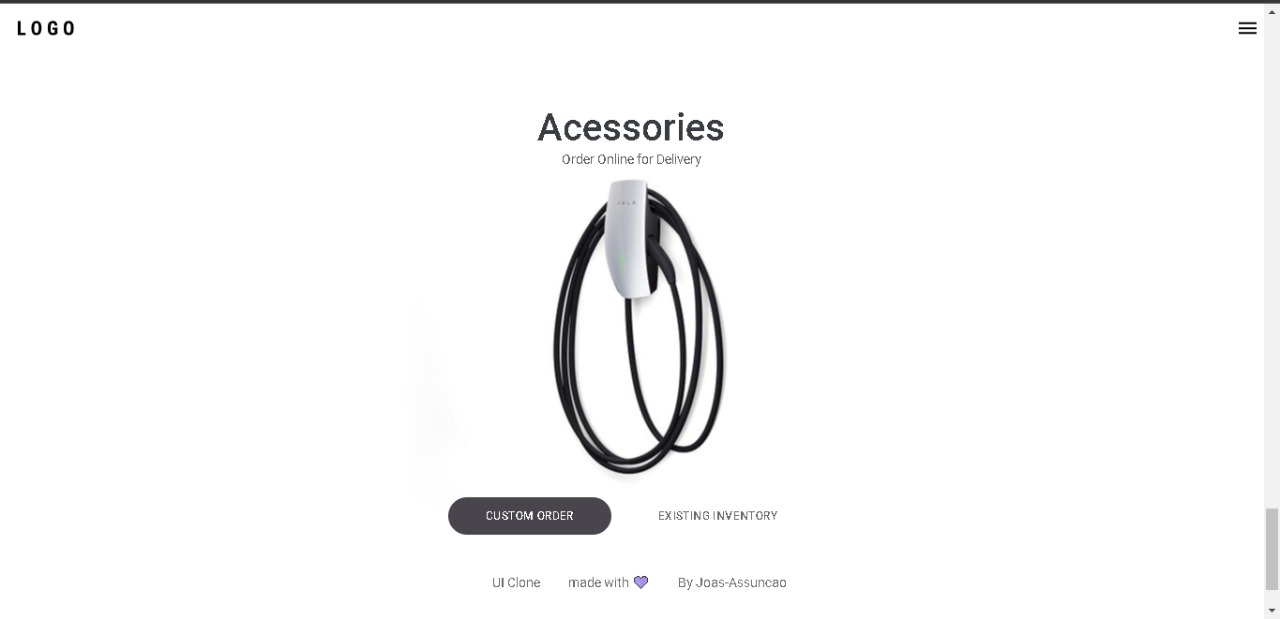 LOGO
Acessories
Order Online for Delivery
CUSTOM ORDER
EXISTING INVENTORY
UI Clone made with 💜 By Joas-Assuncao